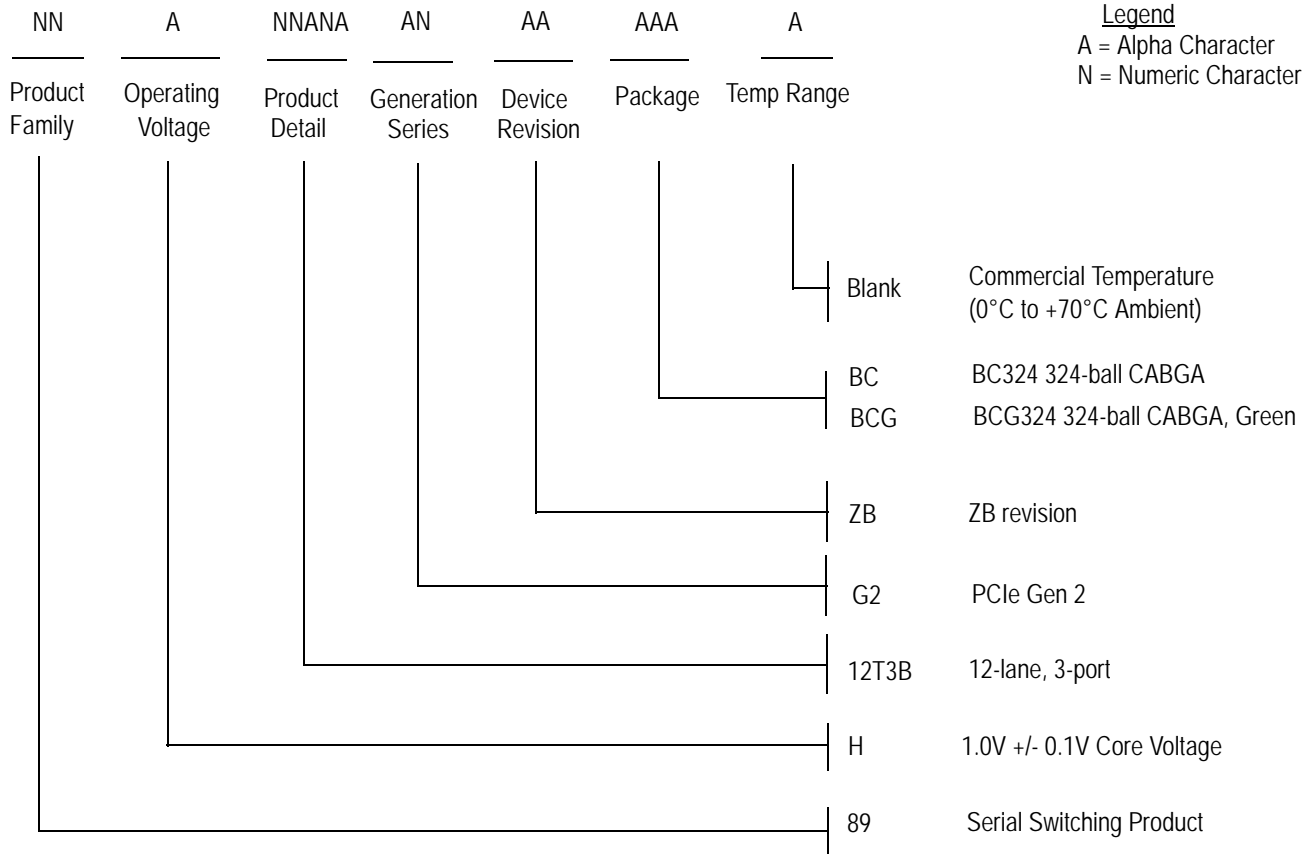 NN A NNANA AN AA AAA A
Legend
A = Alpha Character
N = Numeric Character
Product Family
Operating Voltage
Product Detail
Generation Series
Device Revision
Package
Temp Range
Blank Commercial Temperature
(0°C to +70°C Ambient)
BC BC324 324-ball CABGA
BCG BCG324 324-ball CABGA, Green
ZB ZB revision
G2 PCIe Gen 2
12T3B 12-lane, 3-port
H 1.0V +/- 0.1V Core Voltage
89 Serial Switching Product